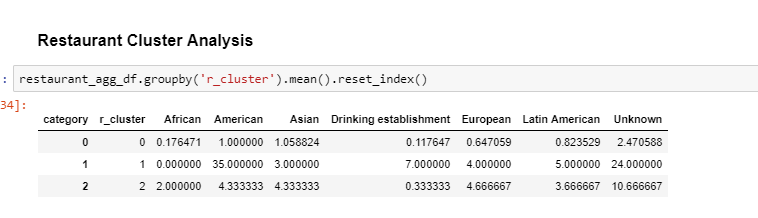 Restaurant Cluster Analysis
: restaurant_agg_df.groupby('r_cluster').mean().reset_index()
34]:
category r_cluster African American Asian Drinking establishment European Latin American Unknown
0 0 0.176471 1.000000 1.058824 0.117647 0.647059 0.823529 2.470588
1 1 0.000000 35.000000 3.000000 7.000000 4.000000 5.000000 24.000000
2 2 2.000000 4.333333 4.333333 0.333333 4.666667 3.666667 10.666667